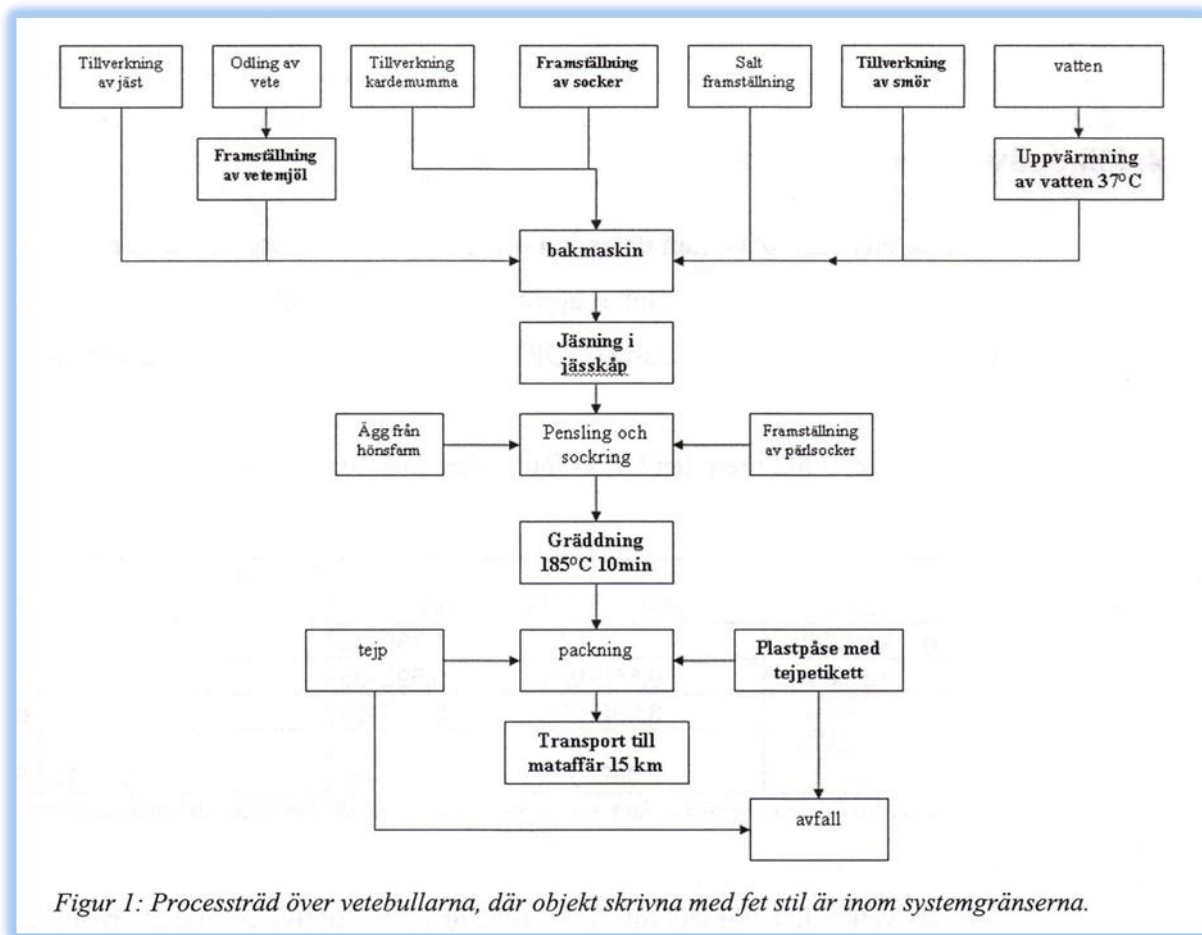 Tillverkning
av jäst
Odling av
vete
Tillverkning
kardemumma
Framställning
av socker
Salt
framställning
Tillverkning
av smör
vatten
Framställning
av vetemjöl
Uppvärmning
av vatten 37°C
bakmaskin
Jäsning i
jässkåp
Ägg från
hönsfarm
Pensling och
sockring
Framställning
av pärlsocker
Gräddning
185°C 10min
tejp
packning
Plastpåse med
tejpetikett
Transport till
mataffär 15 km
avfall
Figur 1: Processträd över vetebullarna, där objekt skrivna med fet stil är inom systemgränserna.